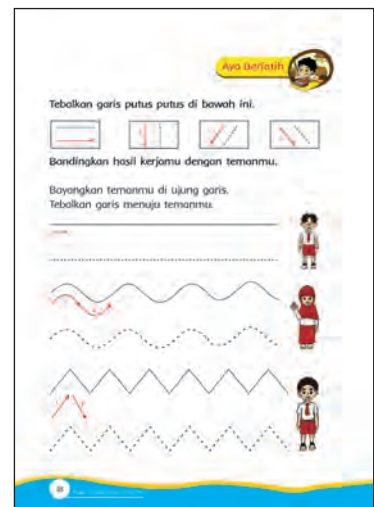 Ayo Berlatih
Tebalkan garis putus putus di bawah ini.
Bandingkan hasil kerjamu dengan temanmu.
Bayangkan temanmu di ujung garis.
Tebalkan garis menuju temanmu.